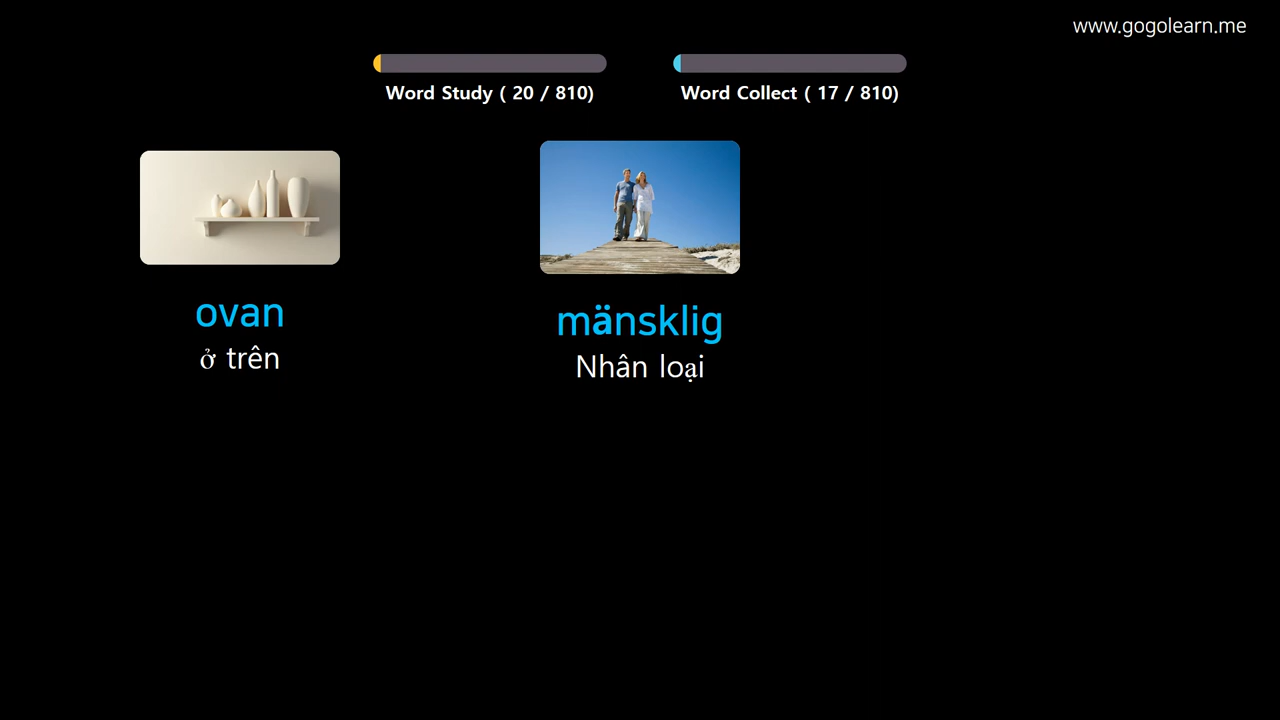 www.gogolearn.me
Word Study ( 20 / 810)
Word Collect ( 17 / 810)
ovan
ở trên
mänsklig
Nhân loại